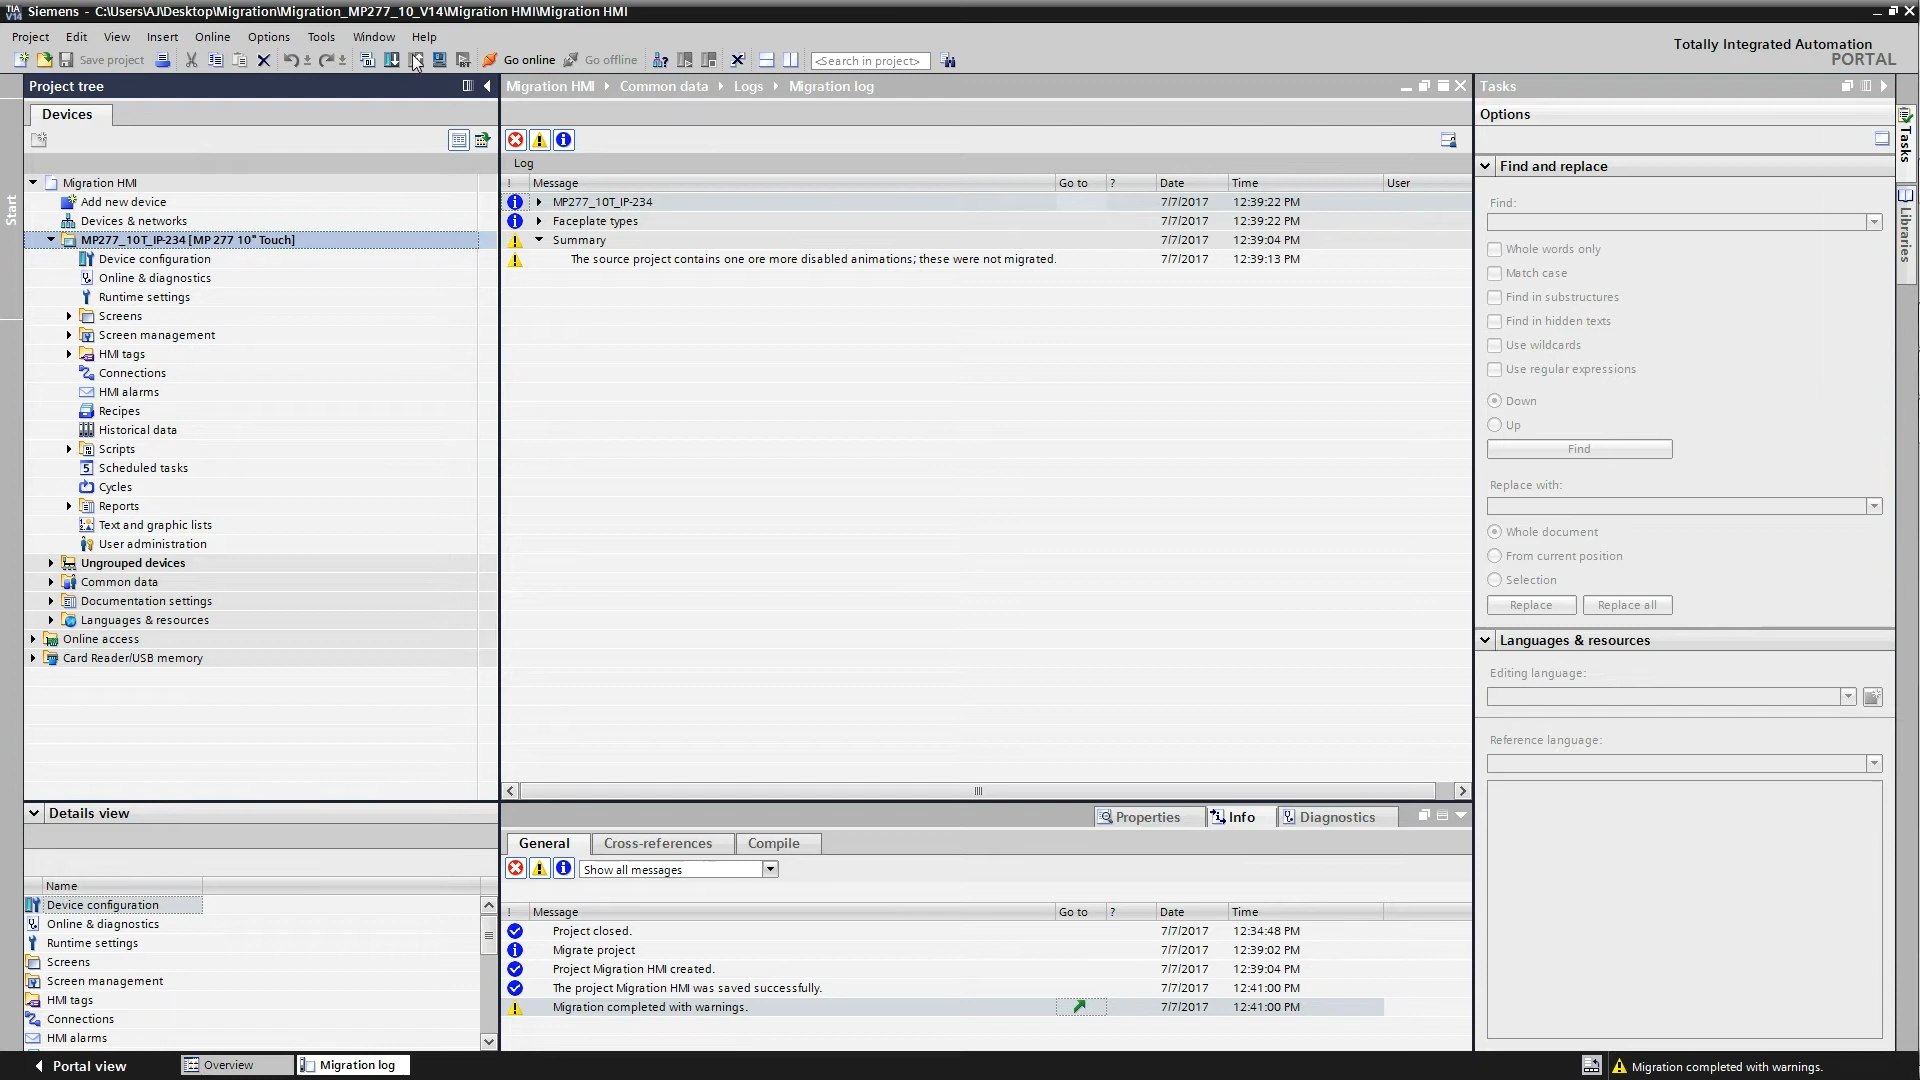 TIA V14 Siemens - C:\Users\AJ\Desktop\Migration\Migration_MP277_10_V14\Migration HMI\Migration HMI
Project Edit View Insert Online Options Tools Window Help
Totally Integrated Automation
PORTAL
Save project Go online Go offline <Search in project>
Project tree
Devices
Start
Migration HMI
Add new device
Devices & networks
MP277_10T_IP-234 [MP 277 10" Touch]
Device configuration
Online & diagnostics
Runtime settings
Screens
Screen management
HMI tags
Connections
HMI alarms
Recipes
Historical data
Scripts
Scheduled tasks
Cycles
Reports
Text and graphic lists
User administration
Ungrouped devices
Common data
Documentation settings
Languages & resources
Online access
Card Reader/USB memory
Details view
Name
Device configuration
Online & diagnostics
Runtime settings
Screens
Screen management
HMI tags
Connections
HMI alarms
Migration HMI Common data Logs Migration log
Log
! Message Go to ? Date Time User
MP277_10T_IP-234 7/7/2017 12:39:22 PM
Faceplate types 7/7/2017 12:39:22 PM
Summary 7/7/2017 12:39:04 PM
The source project contains one ore more disabled animations; these were not migrated. 7/7/2017 12:39:13 PM
Properties Info Diagnostics
General Cross-references Compile
Show all messages
! Message Go to ? Date Time
Project closed. 7/7/2017 12:34:48 PM
Migrate project 7/7/2017 12:39:02 PM
Project Migration HMI created. 7/7/2017 12:39:04 PM
The project Migration HMI was saved successfully. 7/7/2017 12:41:00 PM
Migration completed with warnings. 7/7/2017 12:41:00 PM
Tasks
Options
Find and replace
Find:
Whole words only
Match case
Find in substructures
Find in hidden texts
Use wildcards
Use regular expressions
Down
Up
Find
Replace with:
Whole document
From current position
Selection
Replace Replace all
Languages & resources
Editing language:
Reference language:
Tasks
Libraries
Portal view Overview Migration log Migration completed with warnings.